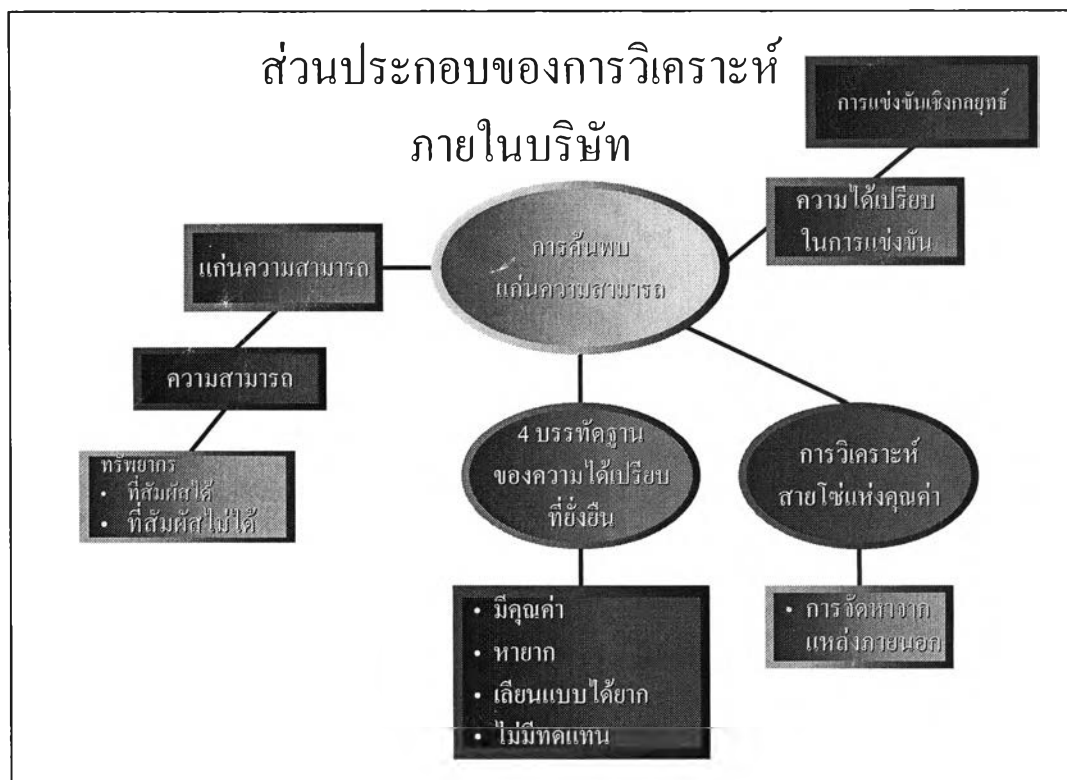 ส่วนประกอบของการวิเคราะห์
ภายในบริษัท
การแข่งขันเชิงกลยุทธ์
ความได้เปรียบ
ในการแข่งขัน
การค้นพบ
แก่นความสามารถ
แก่นความสามารถ
ความสามารถ
ทรัพยากร
• ที่สัมผัสได้
• ที่สัมผัสไม่ได้
4 บรรทัดฐาน
ของความได้เปรียบ
ที่ยั่งยืน
การวิเคราะห์
สายโซ่แห่งคุณค่า
• มีคุณค่า
• หายาก
• เลียนแบบได้ยาก
• ไม่มีทดแทน
• การจัดหาจาก
แหล่งภายนอก